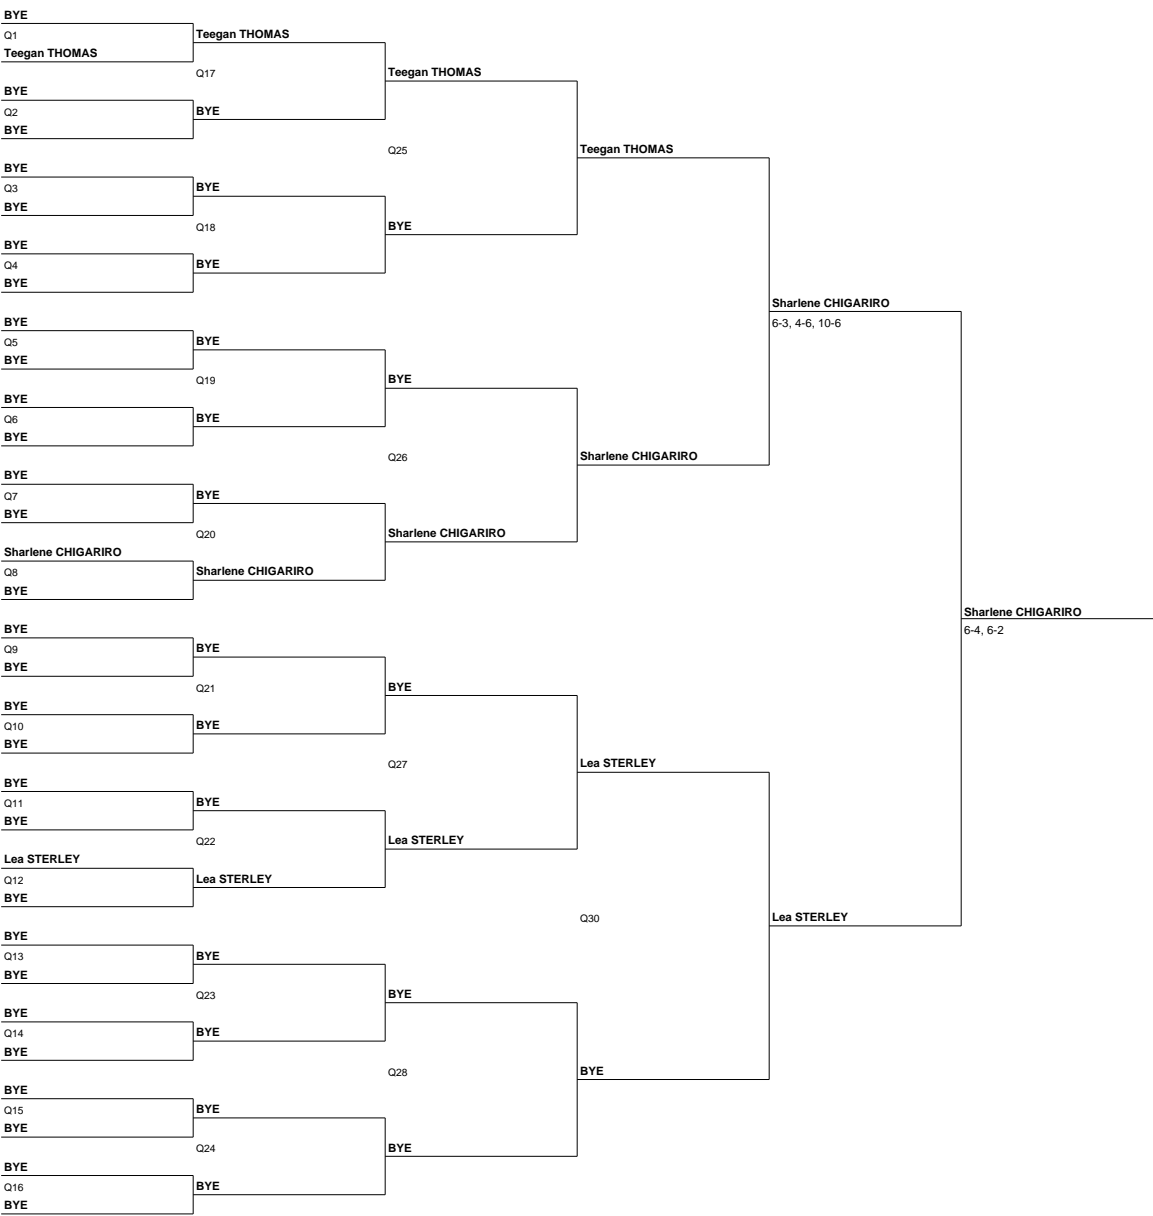 BYE
Q1
Teegan THOMAS
Teegan THOMAS
Q17
Teegan THOMAS
BYE
Q2
BYE
BYE
Q25
Teegan THOMAS
BYE
Q3
BYE
BYE
Q18
BYE
BYE
Q4
BYE
BYE
Sharlene CHIGARIRO
6-3, 4-6, 10-6
BYE
Q5
BYE
BYE
Q19
BYE
BYE
Q6
BYE
BYE
Q26
Sharlene CHIGARIRO
BYE
Q7
BYE
BYE
Q20
Sharlene CHIGARIRO
Sharlene CHIGARIRO
Q8
BYE
Sharlene CHIGARIRO
Sharlene CHIGARIRO
6-4, 6-2
BYE
Q9
BYE
BYE
Q21
BYE
BYE
Q10
BYE
BYE
Q27
Lea STERLEY
BYE
Q11
BYE
BYE
Q22
Lea STERLEY
Lea STERLEY
Q12
BYE
Lea STERLEY
Q30
Lea STERLEY
BYE
Q13
BYE
BYE
Q23
BYE
BYE
Q14
BYE
BYE
Q28
BYE
BYE
Q15
BYE
BYE
Q24
BYE
BYE
Q16
BYE
BYE